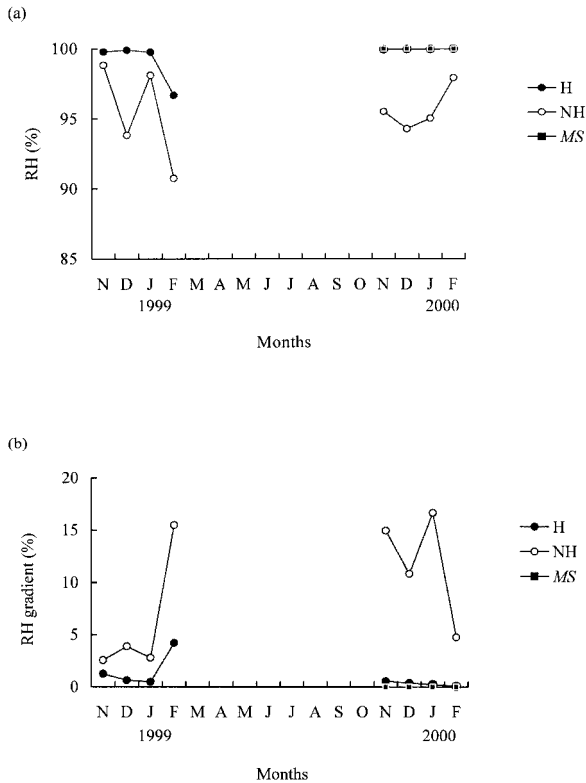 (a)
100
95
90
85
RH (%)
N D J F M A M J J A S O N D J F
1999 2000
Months
H
NH
MS
(b)
20
15
10
5
0
RH gradient (%)
N D J F M A M J J A S O N D J F
1999 2000
Months
H
NH
MS